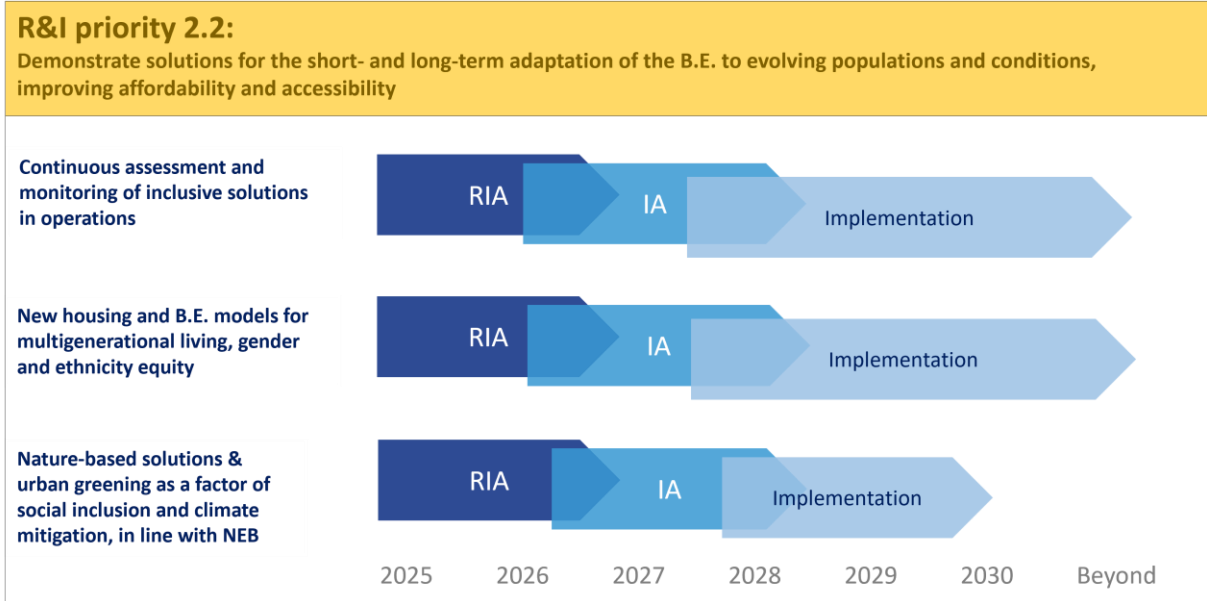 R&I priority 2.2:
Demonstrate solutions for the short- and long-term adaptation of the B.E. to evolving populations and conditions,
improving affordability and accessibility
Continuous assessment and
monitoring of inclusive solutions
in operations
RIA
IA
Implementation
New housing and B.E. models for
multigenerational living, gender
and ethnicity equity
RIA
IA
Implementation
Nature-based solutions &
urban greening as a factor of
social inclusion and climate
mitigation, in line with NEB
RIA
IA
Implementation
2025 2026 2027 2028 2029 2030 Beyond